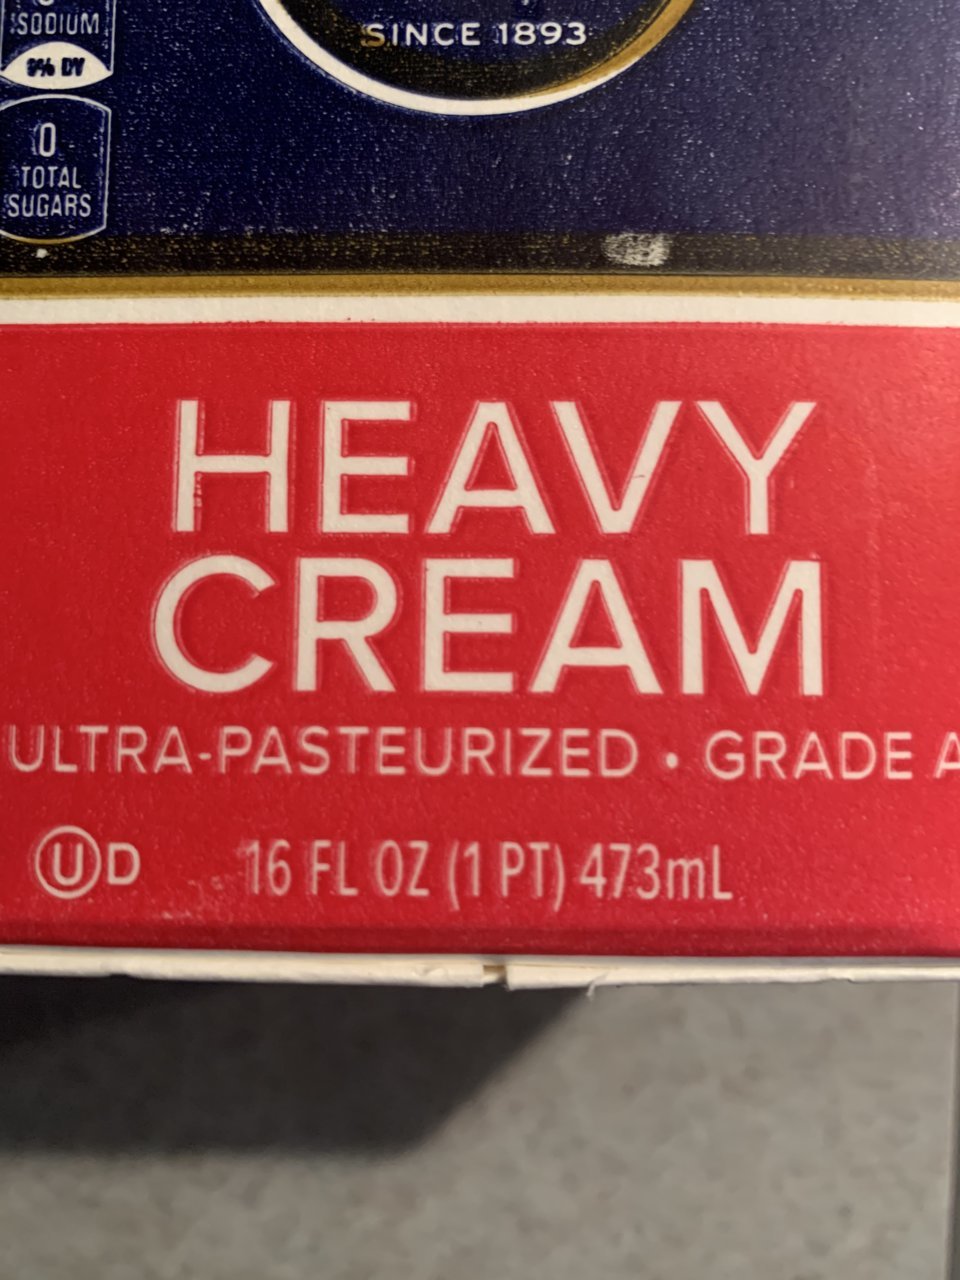 SODIUM
SINCE 1893
0
TOTAL
SUGARS
HEAVY
CREAM
ULTRA-PASTEURIZED • GRADE A
Ⓤ D 16 FL OZ (1 PT) 473mL